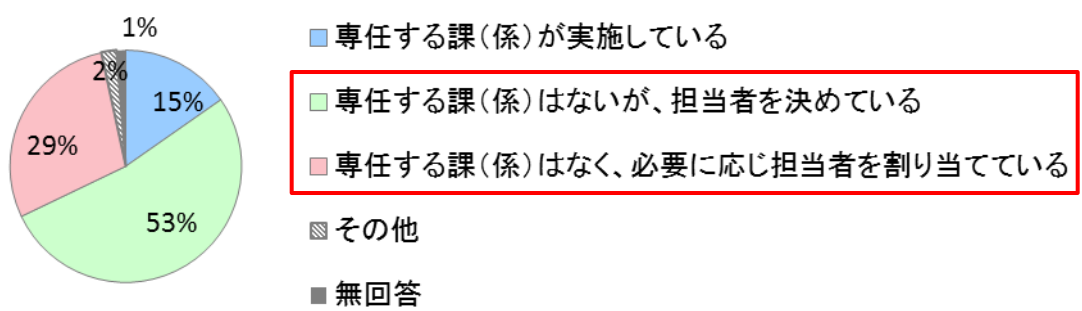 1%
2%
15%
29%
53%
専任する課(係)が実施している
専任する課(係)はないが、担当者を決めている
専任する課(係)はなく、必要に応じ担当者を割り当てている
その他
無回答